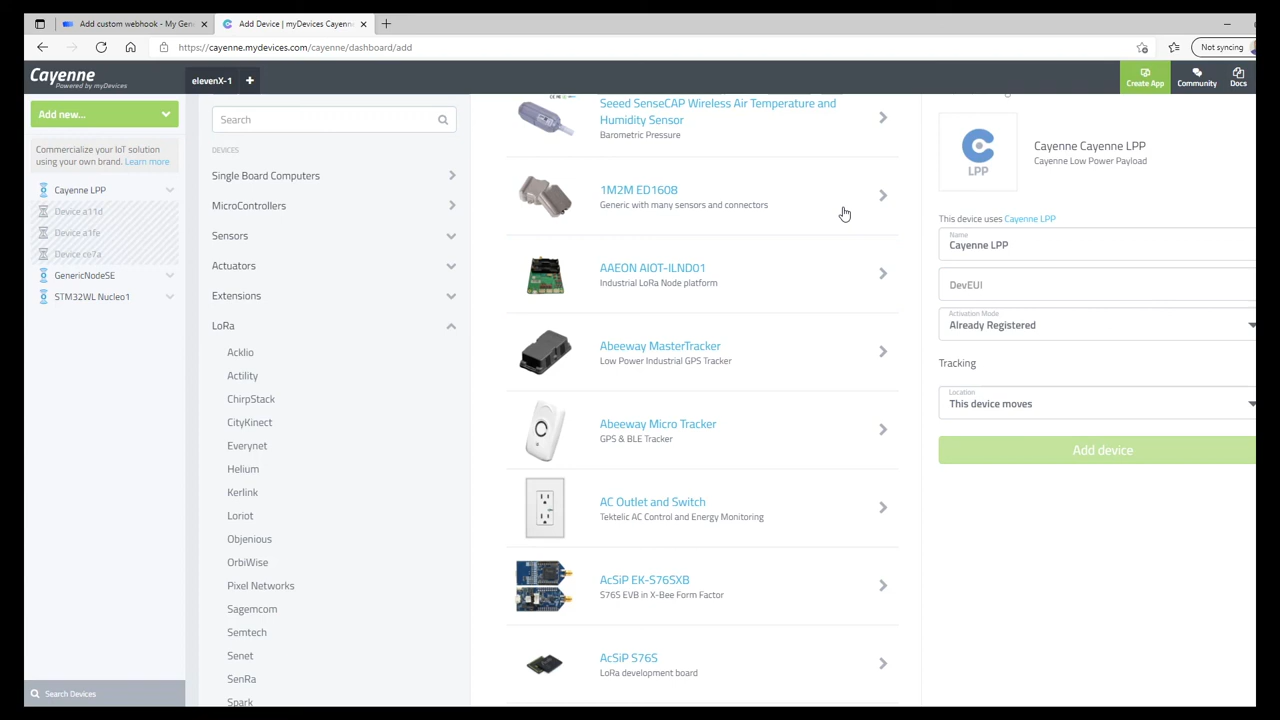 Add custom webhook - My Gen
Add Device | myDevices Cayenne
https://cayenne.mydevices.com/cayenne/dashboard/add
Not syncing
Cayenne
Powered by myDevices
elevenX-1
Create App
Community
Docs
Add new...
Commercialize your IoT solution
using your own brand. Learn more
Cayenne LPP
Device a11d
Device a1fe
Device ce7a
GenericNodeSE
STM32WL Nucleo1
Search Devices
Search
DEVICES
Single Board Computers
MicroControllers
Sensors
Actuators
Extensions
LoRa
Acklio
Actility
ChirpStack
CityKinect
Everynet
Helium
Kerlink
Loriot
Objenious
OrbiWise
Pixel Networks
Sagemcom
Semtech
Senet
SenRa
Spark
Seeed SenseCAP Wireless Air Temperature and
Humidity Sensor
Barometric Pressure
1M2M ED1608
Generic with many sensors and connectors
AAEON AIOT-ILND01
Industrial LoRa Node platform
Abeeway MasterTracker
Low Power Industrial GPS Tracker
Abeeway Micro Tracker
GPS & BLE Tracker
AC Outlet and Switch
Tektelic AC Control and Energy Monitoring
AcSiP EK-S76SXB
S76S EVB in X-Bee Form Factor
AcSiP S76S
LoRa development board
LPP
Cayenne Cayenne LPP
Cayenne Low Power Payload
This device uses Cayenne LPP
Name
Cayenne LPP
DevEUI
Activation Mode
Already Registered
Tracking
Location
This device moves
Add device